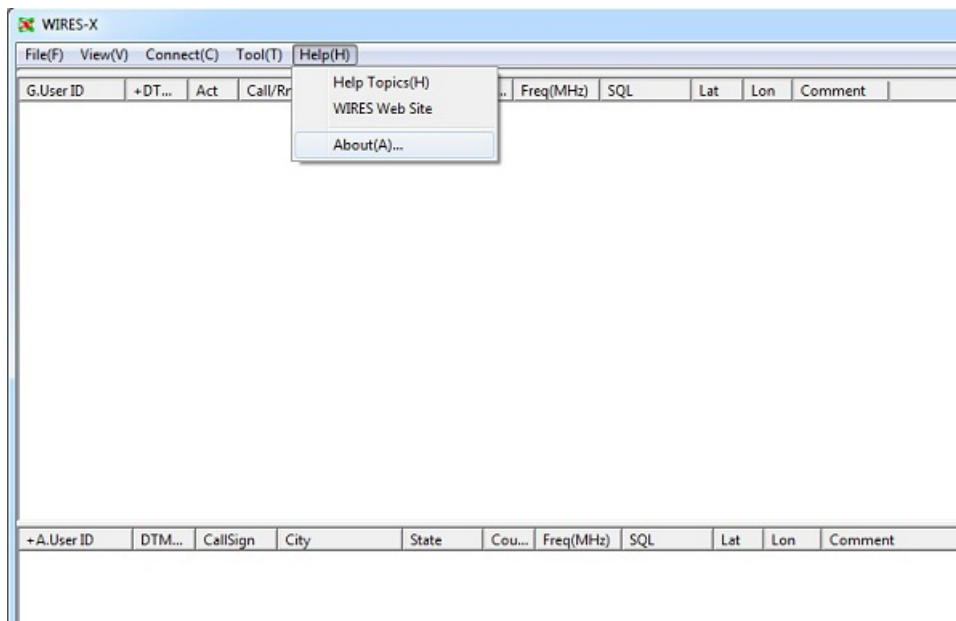 WIRES-X
File(F) View(V) Connect(C) Tool(T) Help(H)
G.User ID +DT... Act Call/Rr .. Freq(MHz) SQL Lat Lon Comment
Help Topics(H)
WIRES Web Site
About(A)...
+A.User ID DTM... CallSign City State Cou... Freq(MHz) SQL Lat Lon Comment